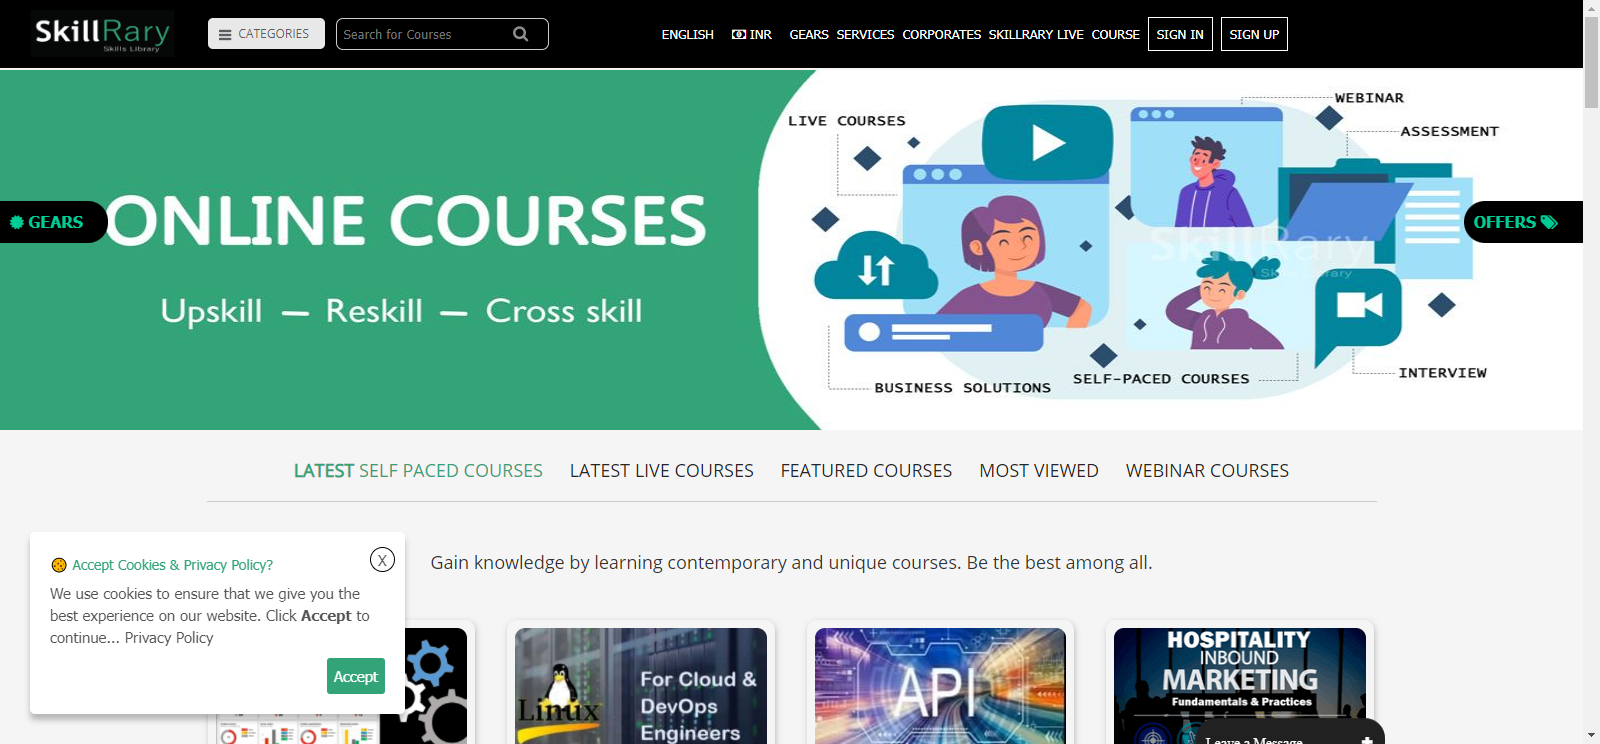 SkillRary
Skills Library
CATEGORIES
Search for Courses
ENGLISH
INR
GEARS
SERVICES
CORPORATES
SKILLRARY LIVE
COURSE
SIGN IN
SIGN UP
GEARS
ONLINE COURSES
Upskill — Reskill — Cross skill
LIVE COURSES
WEBINAR
ASSESSMENT
SkillRary
Skills Library
BUSINESS SOLUTIONS
SELF-PACED COURSES
INTERVIEW
OFFERS
LATEST SELF PACED COURSES
LATEST LIVE COURSES
FEATURED COURSES
MOST VIEWED
WEBINAR COURSES
Gain knowledge by learning contemporary and unique courses. Be the best among all.
Accept Cookies & Privacy Policy?
X
We use cookies to ensure that we give you the
best experience on our website. Click Accept to
continue... Privacy Policy
Accept
Linux
For Cloud &
DevOps
Engineers
API
HOSPITALITY
INBOUND
MARKETING
Fundamentals & Practices
Leave a Message